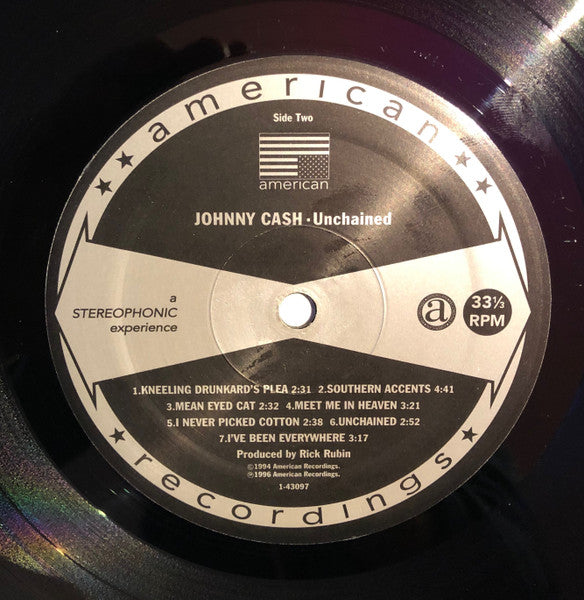 american
Side Two
american
JOHNNY CASH · Unchained
a
STEREOPHONIC
experience
a
33⅓
RPM
1.KNEELING DRUNKARD'S PLEA 2:31 2.SOUTHERN ACCENTS 4:41
3.MEAN EYED CAT 2:32 4.MEET ME IN HEAVEN 3:21
5.I NEVER PICKED COTTON 2:38 6.UNCHAINED 2:52
7.I'VE BEEN EVERYWHERE 3:17
Produced by Rick Rubin
©1994 American Recordings.
℗1996 American Recordings.
1-43097
recordings